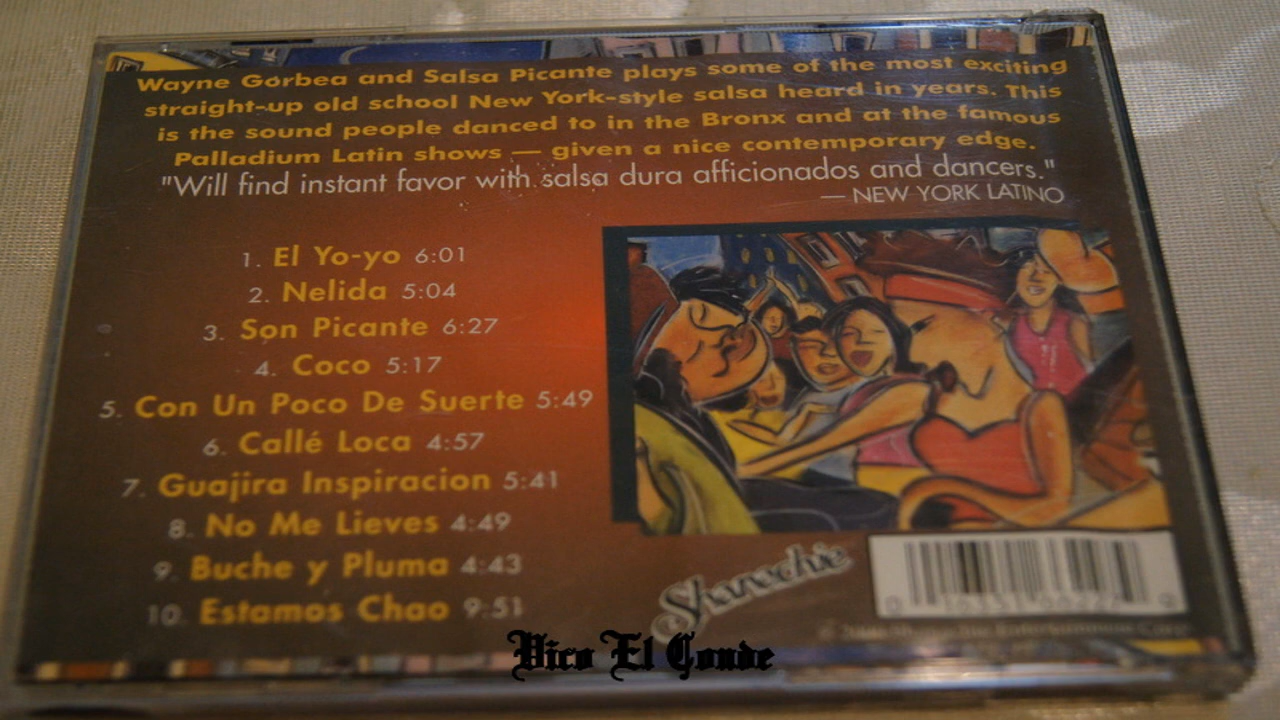 Wayne Gorbea and Salsa Picante plays some of the most exciting
straight-up old school New York-style salsa heard in years. This
is the sound people danced to in the Bronx and at the famous
Palladium Latin shows — given a nice contemporary edge.
"Will find instant favor with salsa dura afficionados and dancers."
— NEW YORK LATINO
1. El Yo-yo 6:01
2. Nelida 5:04
3. Son Picante 6:27
4. Coco 5:17
5. Con Un Poco De Suerte 5:49
6. Callé Loca 4:57
7. Guajira Inspiracion 5:41
8. No Me Lieves 4:49
9. Buche y Pluma 4:43
10. Estamos Chao 9:51
Shanachie
Vico El Conde